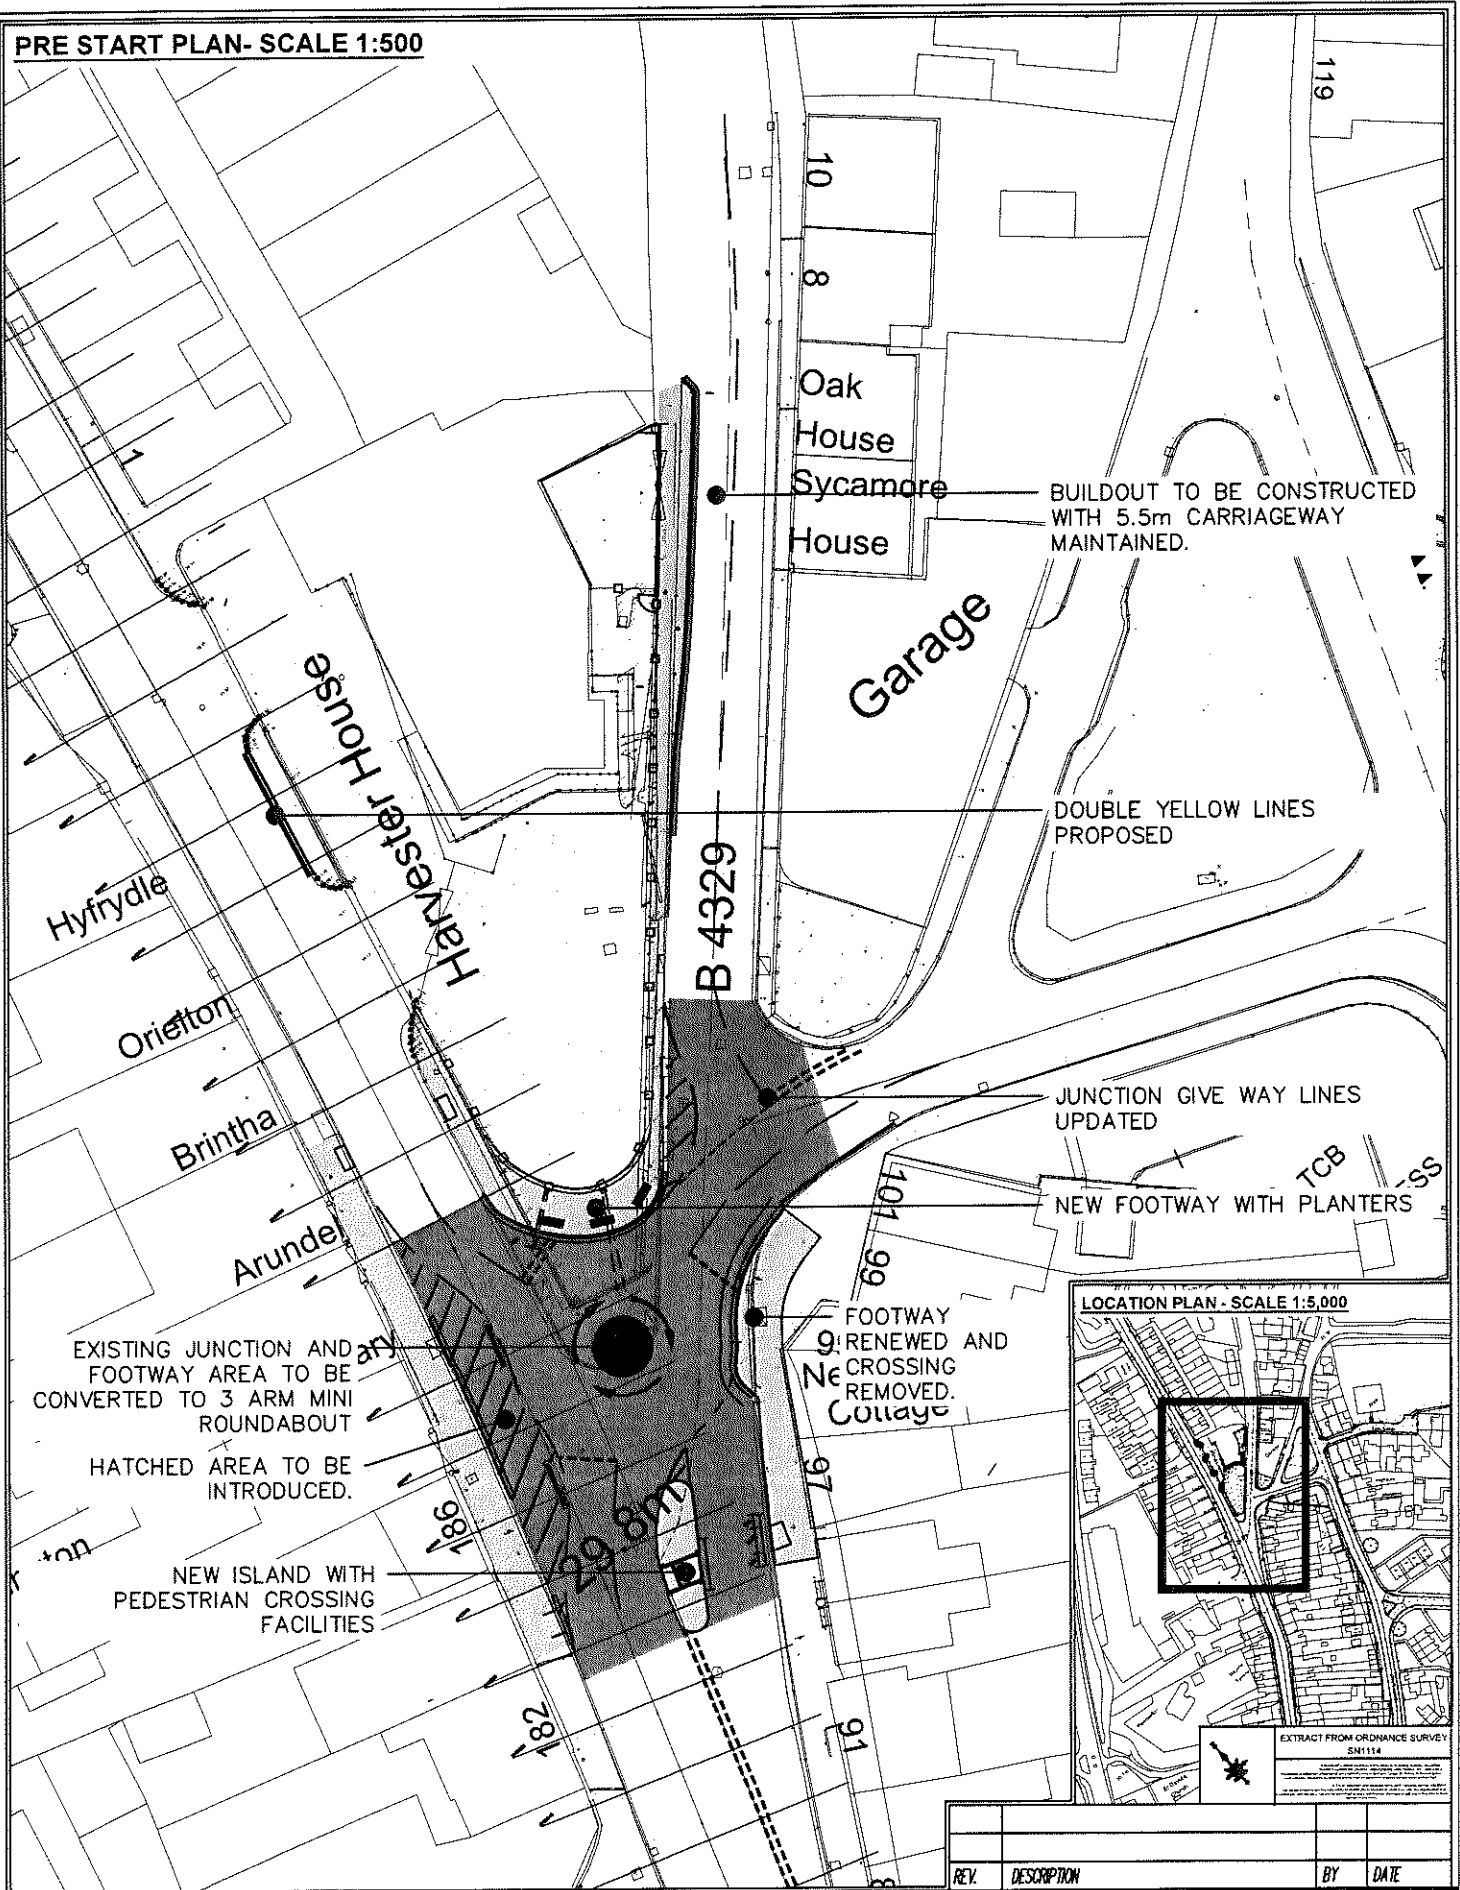 PRE START PLAN- SCALE 1:500
119
10
8
Oak
House
Sycamore
House
BUILDOUT TO BE CONSTRUCTED
WITH 5.5m CARRIAGEWAY
MAINTAINED.
1
Garage
Harvester House
DOUBLE YELLOW LINES
PROPOSED
B 4329
Hyfrydle
Orielton
Brintha
Arundel
JUNCTION GIVE WAY LINES
UPDATED
TCB
ESS
NEW FOOTWAY WITH PLANTERS
101
99
FOOTWAY
RENEWED AND
CROSSING
REMOVED.
Cottage
97
EXISTING JUNCTION AND
FOOTWAY AREA TO BE
CONVERTED TO 3 ARM MINI
ROUNDABOUT
HATCHED AREA TO BE
INTRODUCED.
186
29.8m
NEW ISLAND WITH
PEDESTRIAN CROSSING
FACILITIES
182
91
LOCATION PLAN - SCALE 1:5,000
EXTRACT FROM ORDNANCE SURVEY
SN1114
REV. DESCRIPTION BY DATE